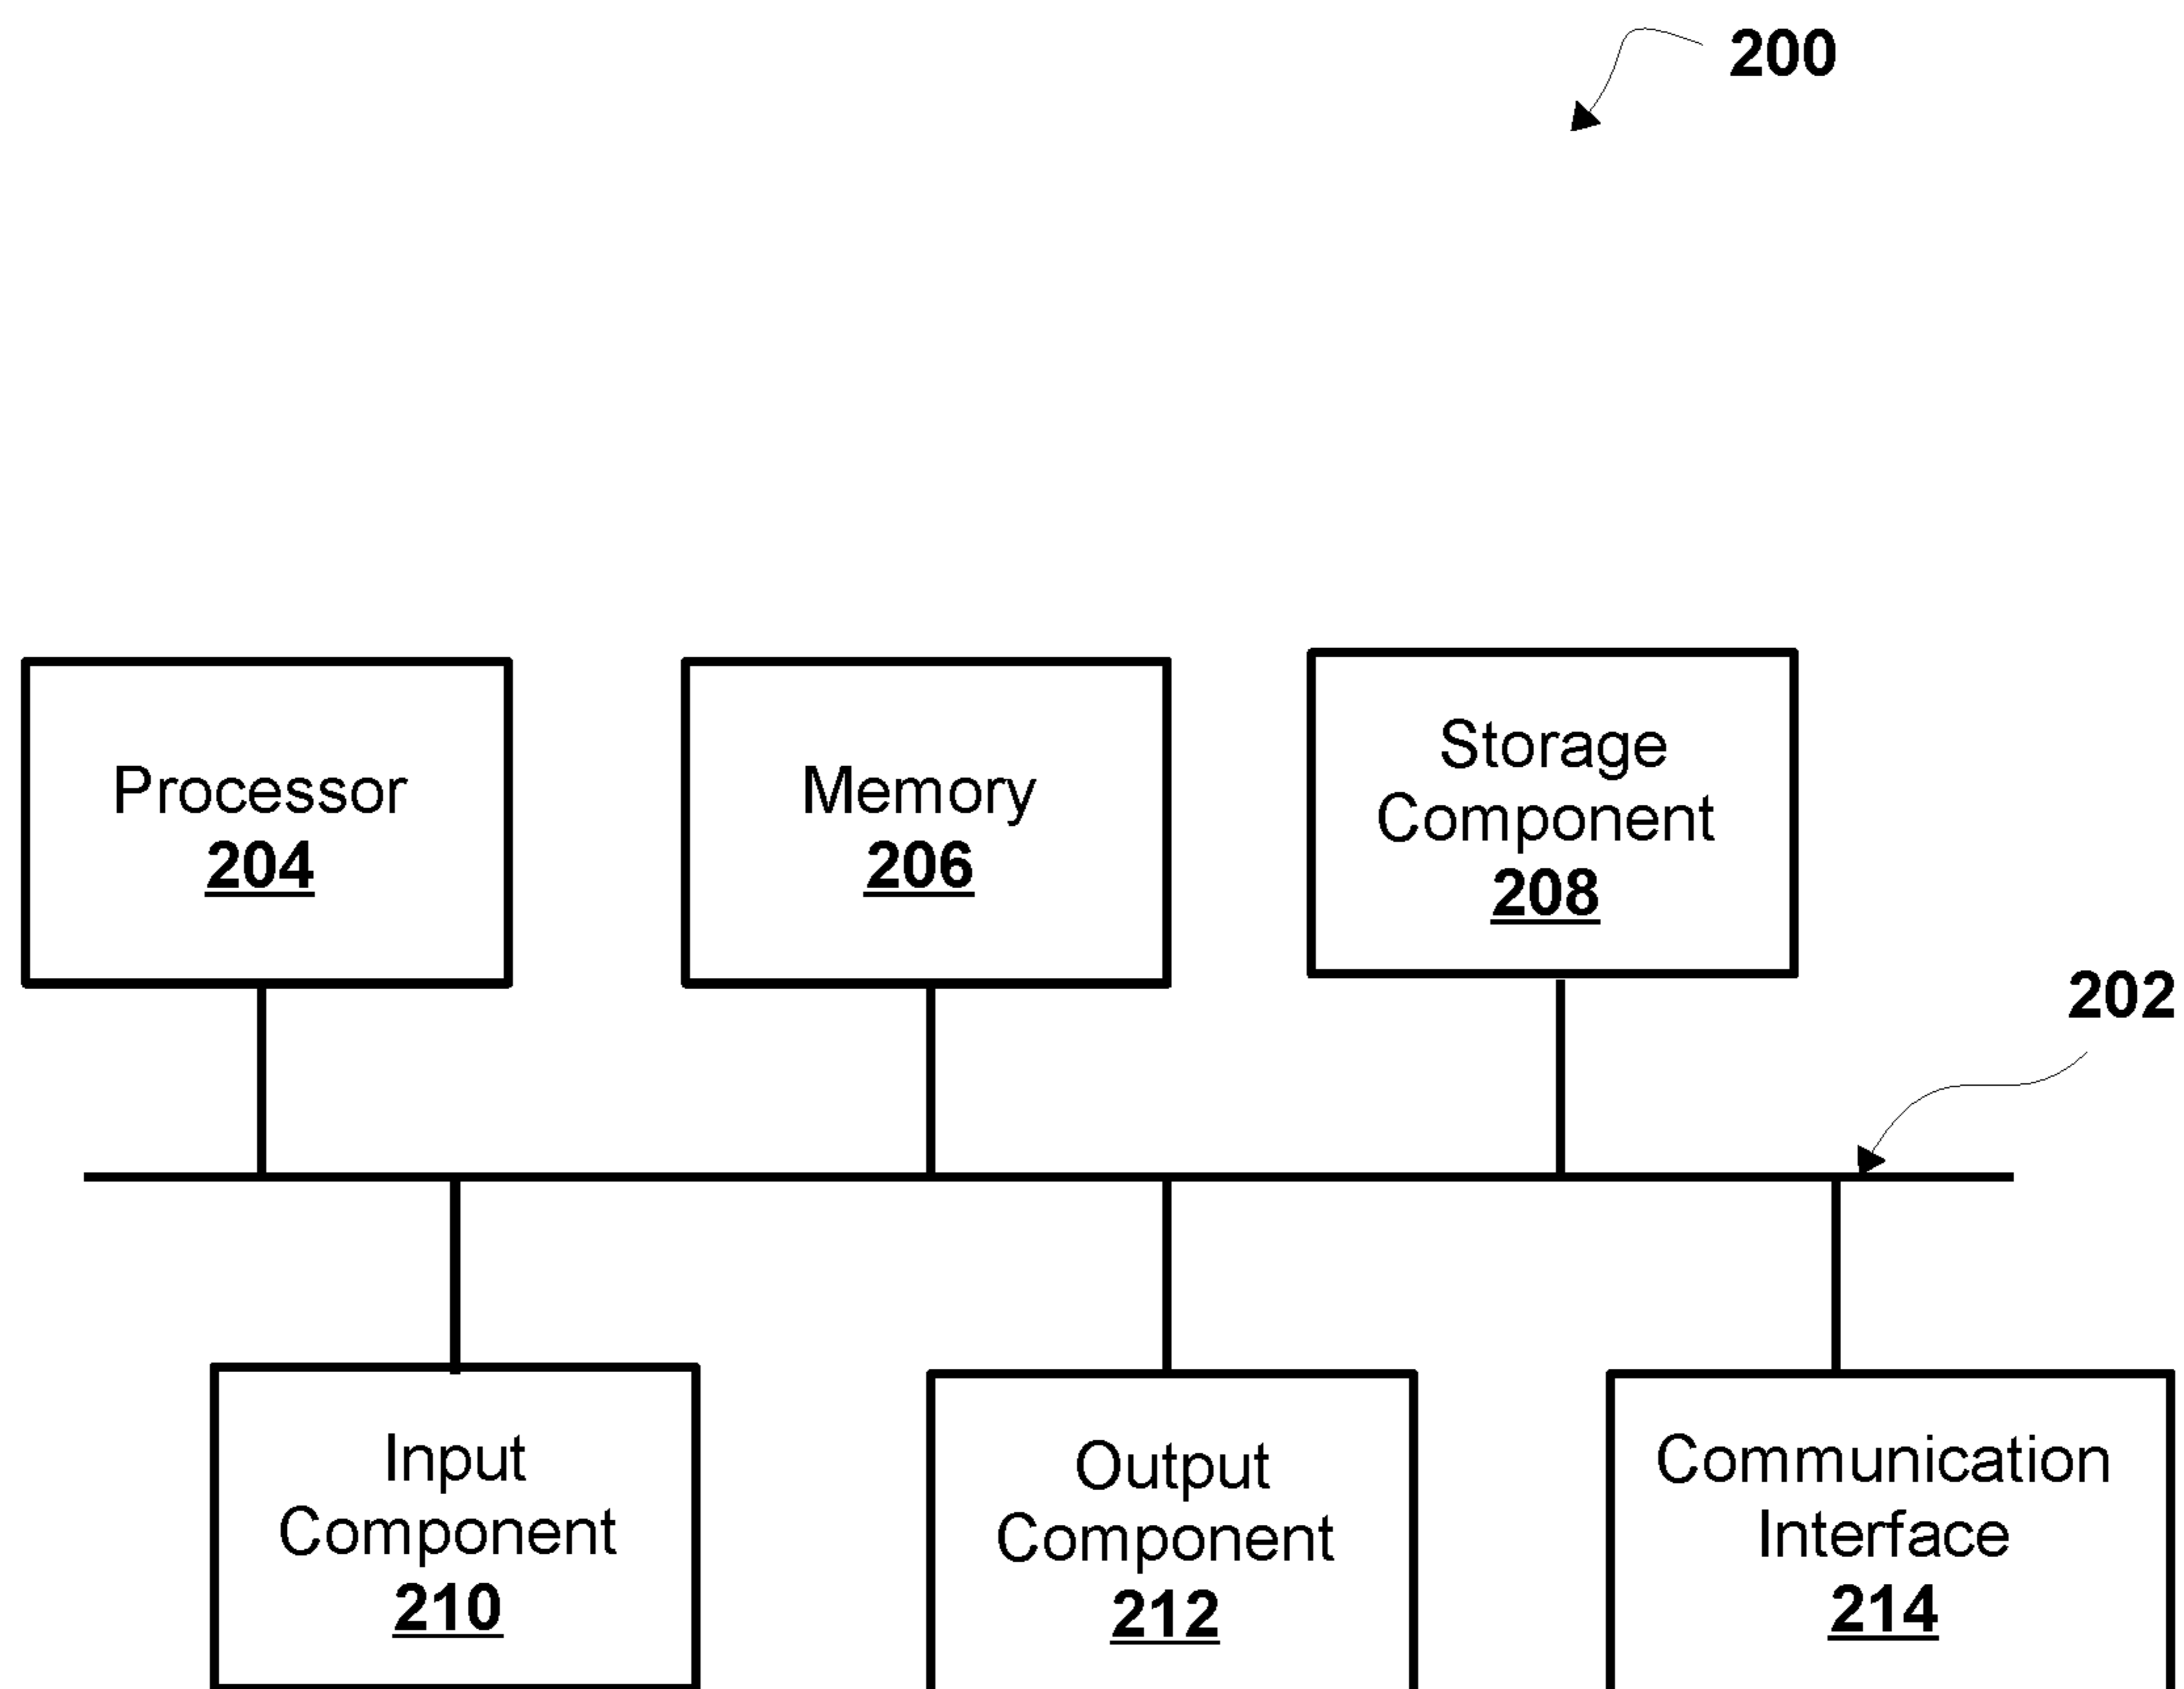 200
Processor
204
Memory
206
Storage
Component
208
202
Input
Component
210
Output
Component
212
Communication
Interface
214